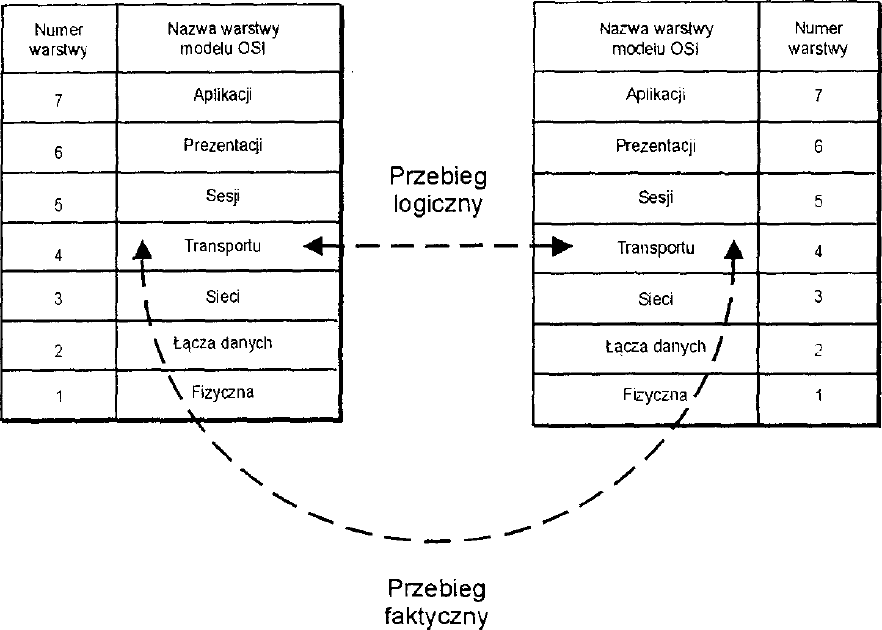 Numer warstwy
Nazwa warstwy modelu OSI
7
Aplikacji
6
Prezentacji
5
Sesji
4
Transportu
3
Sieci
2
Łącza danych
1
Fizyczna
Przebieg
logiczny
Nazwa warstwy modelu OSI
Numer warstwy
Aplikacji
7
Prezentacji
6
Sesji
5
Transportu
4
Sieci
3
Łącza danych
2
Fizyczna
1
Przebieg
faktyczny